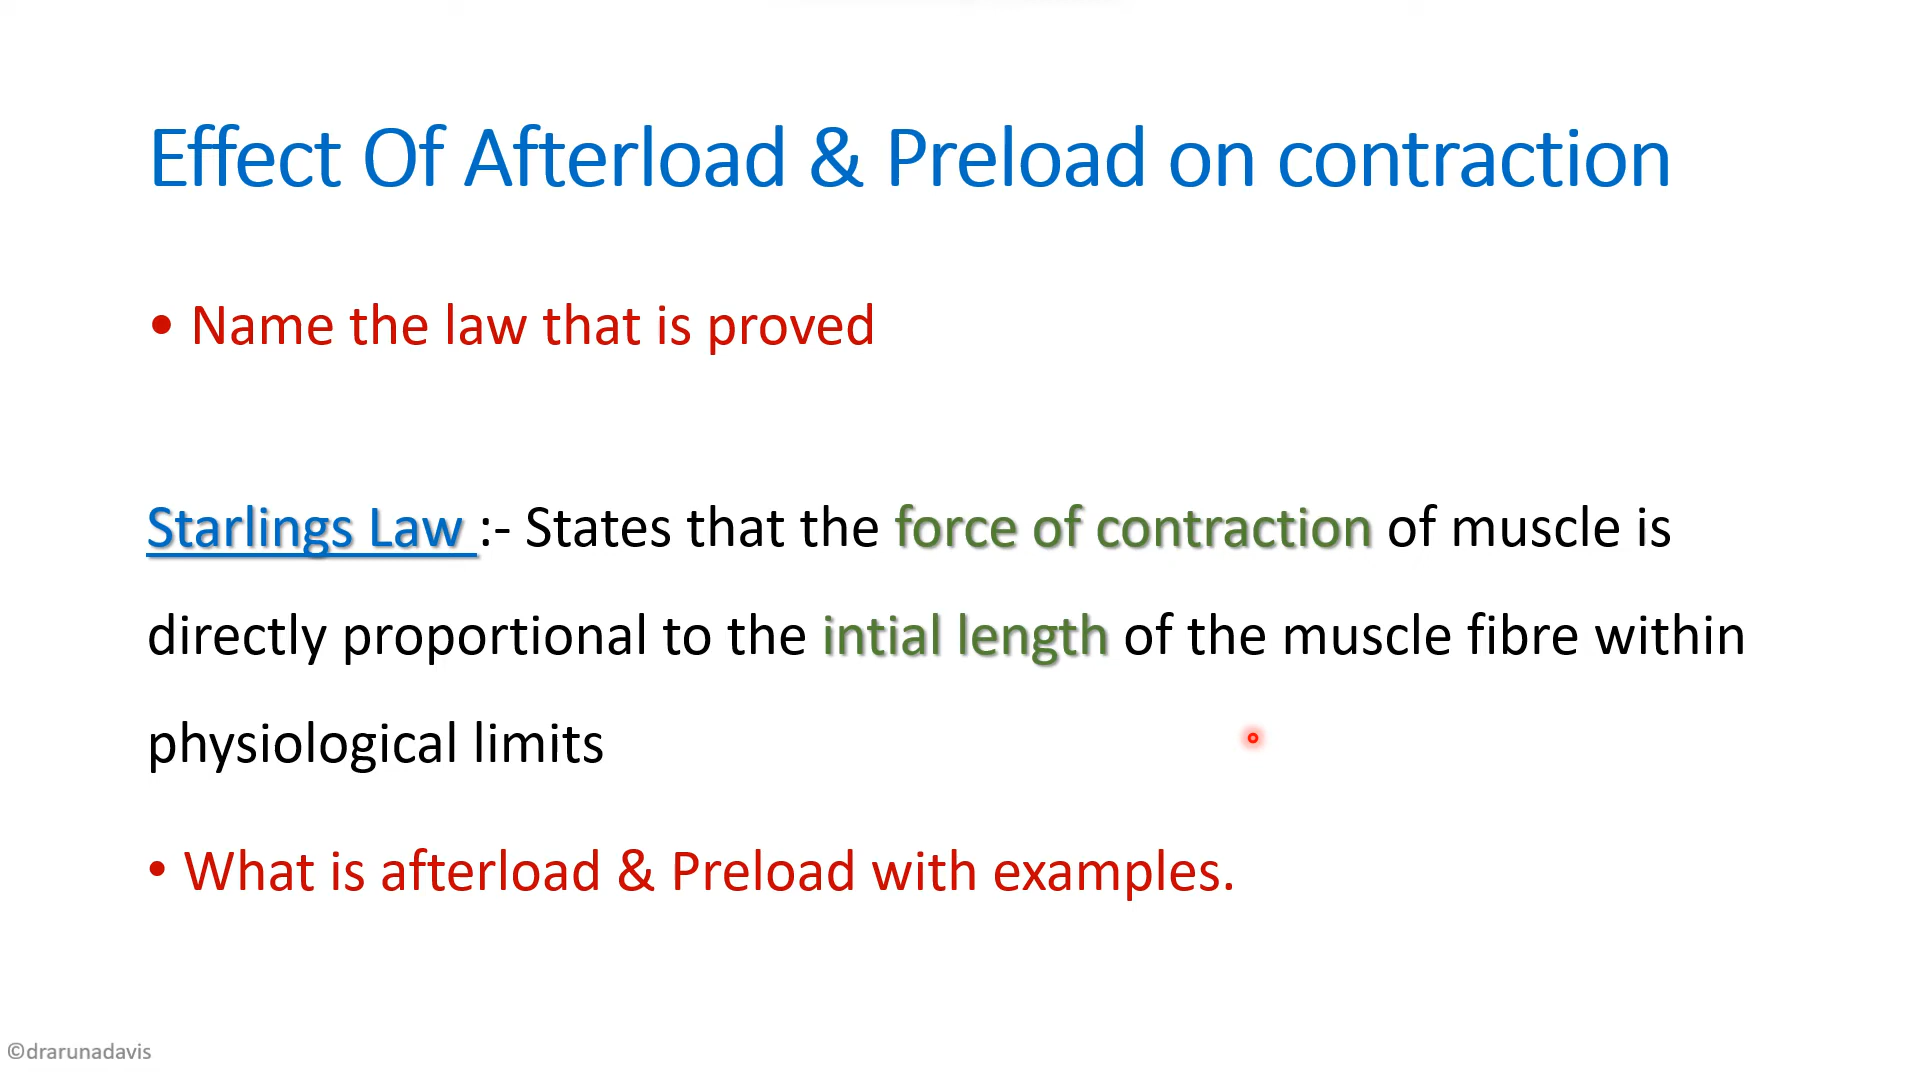 Effect Of Afterload & Preload on contraction
• Name the law that is proved
Starlings Law :- States that the force of contraction of muscle is
directly proportional to the intial length of the muscle fibre within
physiological limits
• What is afterload & Preload with examples.
©drarunadavis